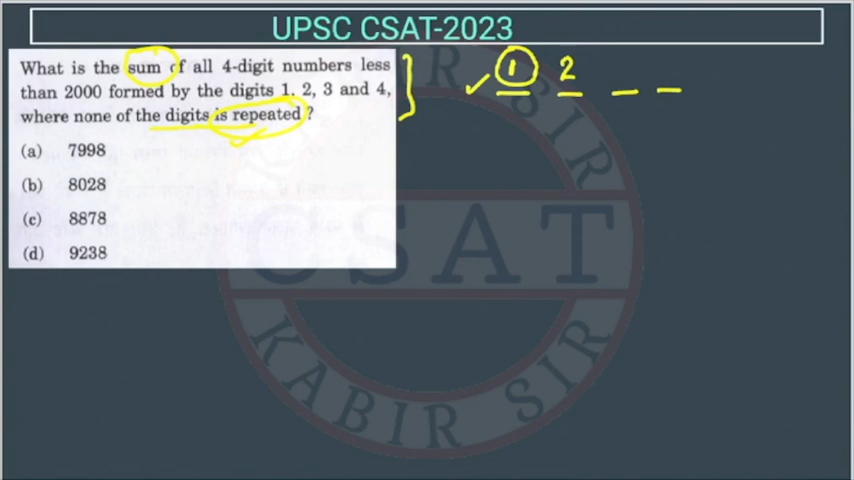 UPSC CSAT-2023
What is the sum of all 4-digit numbers less
than 2000 formed by the digits 1. 2, 3 and 4,
where none of the digits is repeated ?
(a) 7998
(b) 8028
(c) 8878
(d) 9238
1 2
CSAT
KABIR SIR